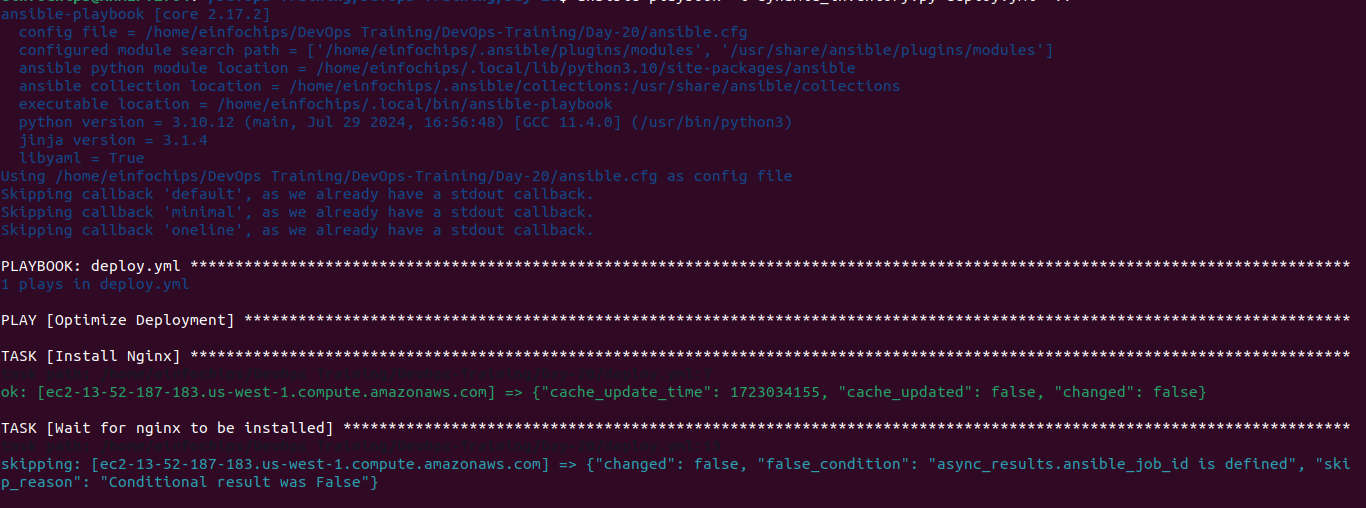 ansible-playbook [core 2.17.2]
  config file = /home/einfochips/DevOps Training/DevOps-Training/Day-20/ansible.cfg
  configured module search path = ['/home/einfochips/.ansible/plugins/modules', '/usr/share/ansible/plugins/modules']
  ansible python module location = /home/einfochips/.local/lib/python3.10/site-packages/ansible
  ansible collection location = /home/einfochips/.ansible/collections:/usr/share/ansible/collections
  executable location = /home/einfochips/.local/bin/ansible-playbook
  python version = 3.10.12 (main, Jul 29 2024, 16:56:48) [GCC 11.4.0] (/usr/bin/python3)
  jinja version = 3.1.4
  libyaml = True
Using /home/einfochips/DevOps Training/DevOps-Training/Day-20/ansible.cfg as config file
Skipping callback 'default', as we already have a stdout callback.
Skipping callback 'minimal', as we already have a stdout callback.
Skipping callback 'oneline', as we already have a stdout callback.
PLAYBOOK: deploy.yml *********************************************************************************************************************************
1 plays in deploy.yml
PLAY [Optimize Deployment] ***************************************************************************************************************************
TASK [Install Nginx] *********************************************************************************************************************************
ok: [ec2-13-52-187-183.us-west-1.compute.amazonaws.com] => {"cache_update_time": 1723034155, "cache_updated": false, "changed": false}
TASK [Wait for nginx to be installed] ****************************************************************************************************************
skipping: [ec2-13-52-187-183.us-west-1.compute.amazonaws.com] => {"changed": false, "false_condition": "async_results.ansible_job_id is defined", "ski
p_reason": "Conditional result was False"}